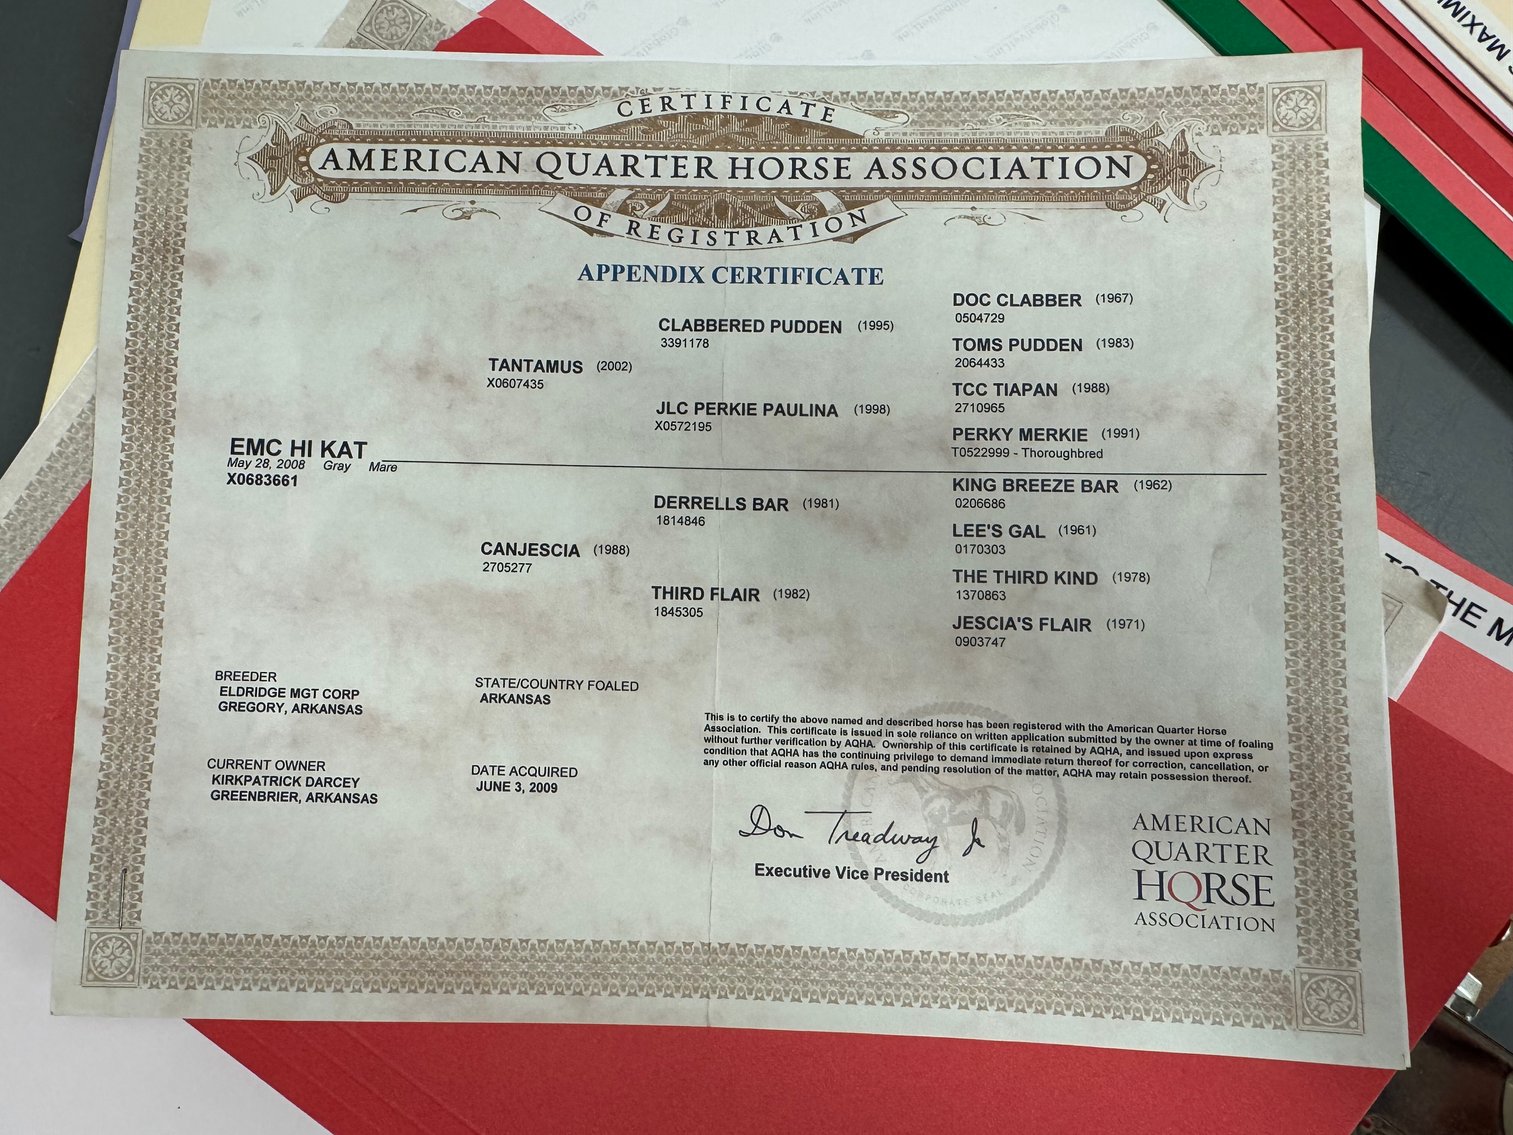 CERTIFICATE
AMERICAN QUARTER HORSE ASSOCIATION
OF REGISTRATION
APPENDIX CERTIFICATE
DOC CLABBER (1967)
0504729
CLABBERED PUDDEN (1995)
3391178
TOMS PUDDEN (1983)
2064433
TANTAMUS (2002)
X0607435
TCC TIAPAN (1988)
2710965
JLC PERKIE PAULINA (1998)
X0572195
PERKY MERKIE (1991)
T0522999 - Thoroughbred
EMC HI KAT
May 28, 2008 Gray Mare
X0683661
KING BREEZE BAR (1962)
0206686
DERRELLS BAR (1981)
1814846
LEE'S GAL (1961)
0170303
CANJESCIA (1988)
2705277
THE THIRD KIND (1978)
1370863
THIRD FLAIR (1982)
1845305
JESCIA'S FLAIR (1971)
0903747
BREEDER
ELDRIDGE MGT CORP
GREGORY, ARKANSAS
STATE/COUNTRY FOALED
ARKANSAS
CURRENT OWNER
KIRKPATRICK DARCEY
GREENBRIER, ARKANSAS
DATE ACQUIRED
JUNE 3, 2009
This is to certify the above named and described horse has been registered with the American Quarter Horse
Association. This certificate is issued in sole reliance on written application submitted by the owner at time of foaling
without further verification by AQHA. Ownership of this certificate is retained by AQHA, and issued upon express
condition that AQHA has the continuing privilege to demand immediate return thereof for correction, cancellation, or
any other official reason AQHA rules, and pending resolution of the matter, AQHA may retain possession thereof.
Don Treadway Jr
Executive Vice President
CORPORATE SEAL
AMERICAN
QUARTER
HORSE
ASSOCIATION
TO THE M
MAXIM